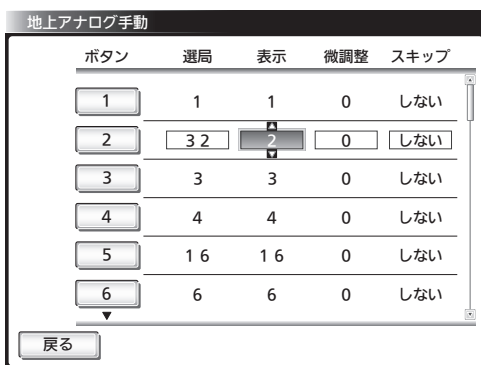 地上アナログ手動
ボタン 選局 表示 微調整 スキップ
1 1 1 0 しない
2 32 2 0 しない
3 3 3 0 しない
4 4 4 0 しない
5 16 16 0 しない
6 6 6 0 しない
戻る